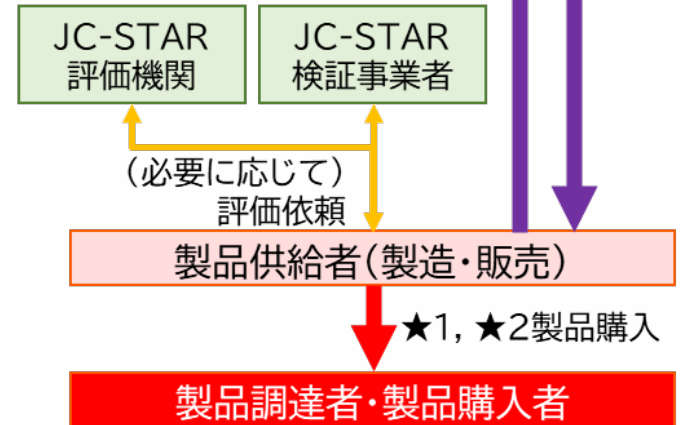 JC-STAR
評価機関
JC-STAR
検証事業者
（必要に応じて）
評価依頼
製品供給者（製造・販売）
★1, ★2製品購入
製品調達者・製品購入者